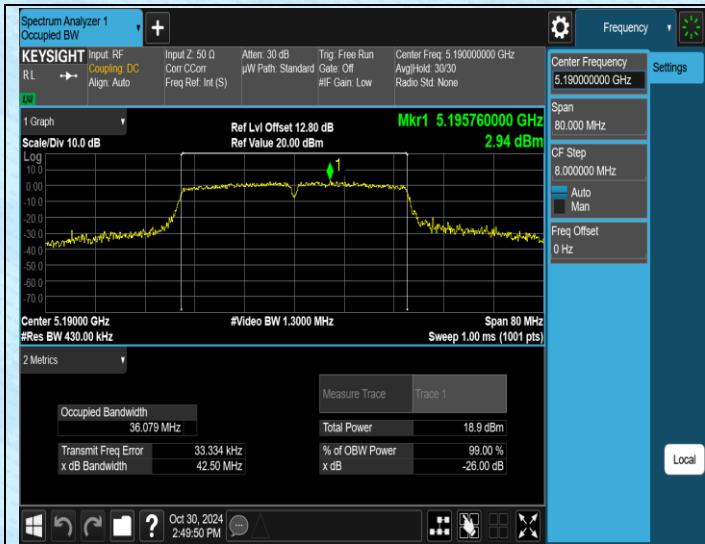 Spectrum Analyzer 1
Occupied BW
Frequency
KEYSIGHT
RL
LXI
Input: RF
Coupling: DC
Align: Auto
Input Z: 50 Ω
Corr CCorr
Freq Ref: Int (S)
Atten: 30 dB
µW Path: Standard
Trig: Free Run
Gate: Off
#IF Gain: Low
Center Freq: 5.190000000 GHz
Avg|Hold: 30/30
Radio Std: None
1 Graph
Scale/Div 10.0 dB
Ref Lvl Offset 12.80 dB
Ref Value 20.00 dBm
Mkr1 5.195760000 GHz
2.94 dBm
Log
10.0
0.00
-10.0
-20.0
-30.0
-40.0
-50.0
-60.0
-70.0
1
Center 5.19000 GHz
#Res BW 430.00 kHz
#Video BW 1.3000 MHz
Span 80 MHz
Sweep 1.00 ms (1001 pts)
2 Metrics
Measure Trace
Trace 1
Occupied Bandwidth
36.079 MHz
Total Power
18.9 dBm
Transmit Freq Error
33.334 kHz
% of OBW Power
99.00 %
x dB Bandwidth
42.50 MHz
x dB
-26.00 dB
Center Frequency
5.190000000 GHz
Settings
Span
80.000 MHz
CF Step
8.000000 MHz
Auto
Man
Freq Offset
0 Hz
Local
?
Oct 30, 2024
2:49:50 PM